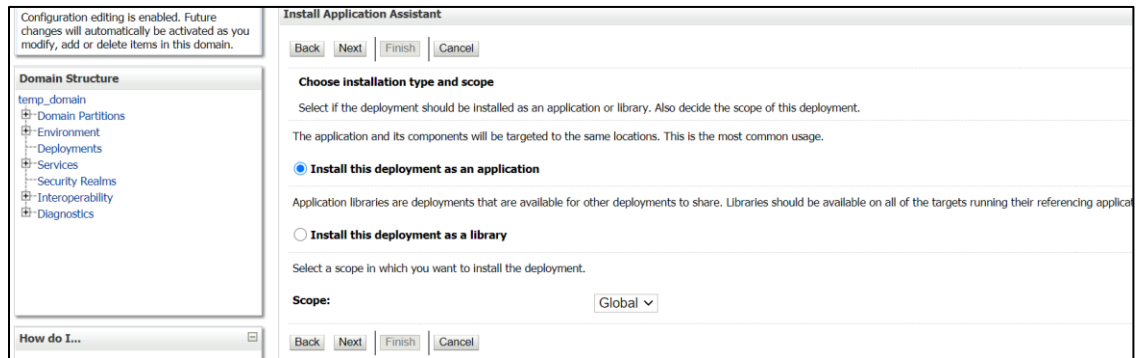 Configuration editing is enabled. Future
changes will automatically be activated as you
modify, add or delete items in this domain.
Domain Structure
temp_domain
Domain Partitions
Environment
Deployments
Services
Security Realms
Interoperability
Diagnostics
How do I...
Install Application Assistant
Back Next Finish Cancel
Choose installation type and scope
Select if the deployment should be installed as an application or library. Also decide the scope of this deployment.
The application and its components will be targeted to the same locations. This is the most common usage.
Install this deployment as an application
Application libraries are deployments that are available for other deployments to share. Libraries should be available on all of the targets running their referencing
Install this deployment as a library
Select a scope in which you want to install the deployment.
Scope: Global
Back Next Finish Cancel